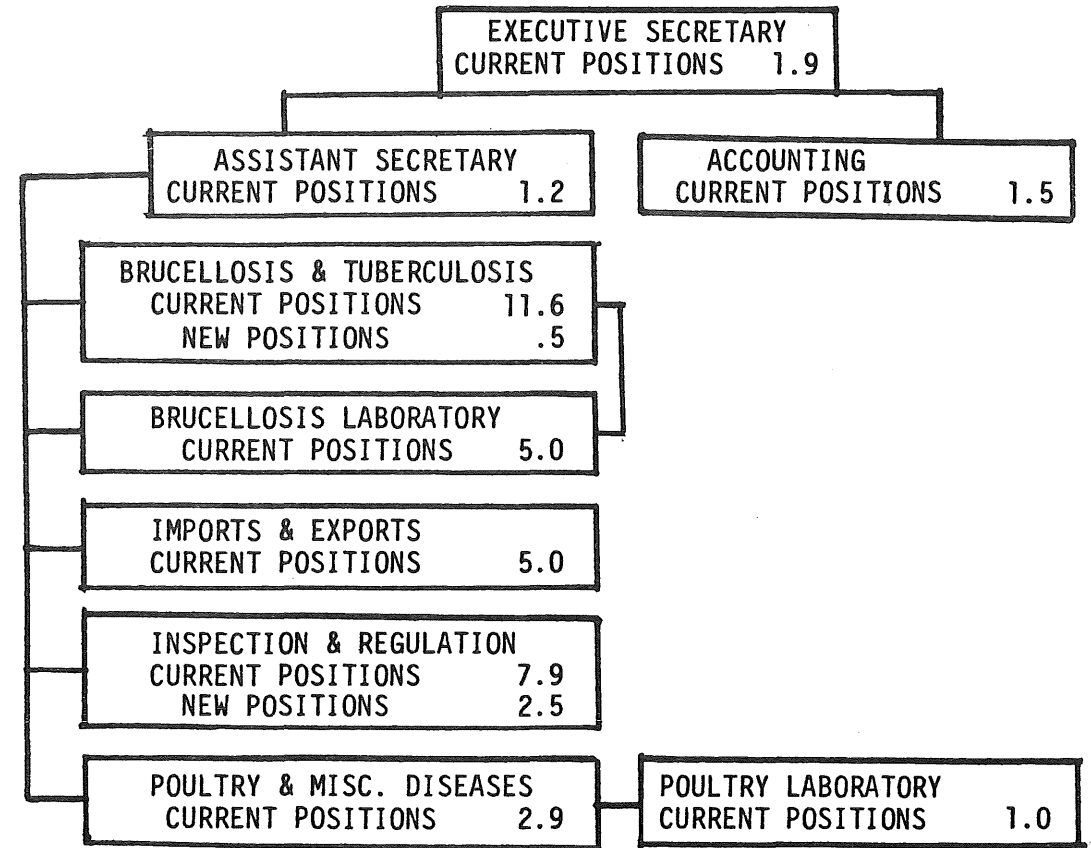 EXECUTIVE SECRETARY
CURRENT POSITIONS 1.9
ASSISTANT SECRETARY
CURRENT POSITIONS 1.2
ACCOUNTING
CURRENT POSITIONS 1.5
BRUCELLOSIS & TUBERCULOSIS
CURRENT POSITIONS 11.6
NEW POSITIONS .5
BRUCELLOSIS LABORATORY
CURRENT POSITIONS 5.0
IMPORTS & EXPORTS
CURRENT POSITIONS 5.0
INSPECTION & REGULATION
CURRENT POSITIONS 7.9
NEW POSITIONS 2.5
POULTRY & MISC. DISEASES
CURRENT POSITIONS 2.9
POULTRY LABORATORY
CURRENT POSITIONS 1.0